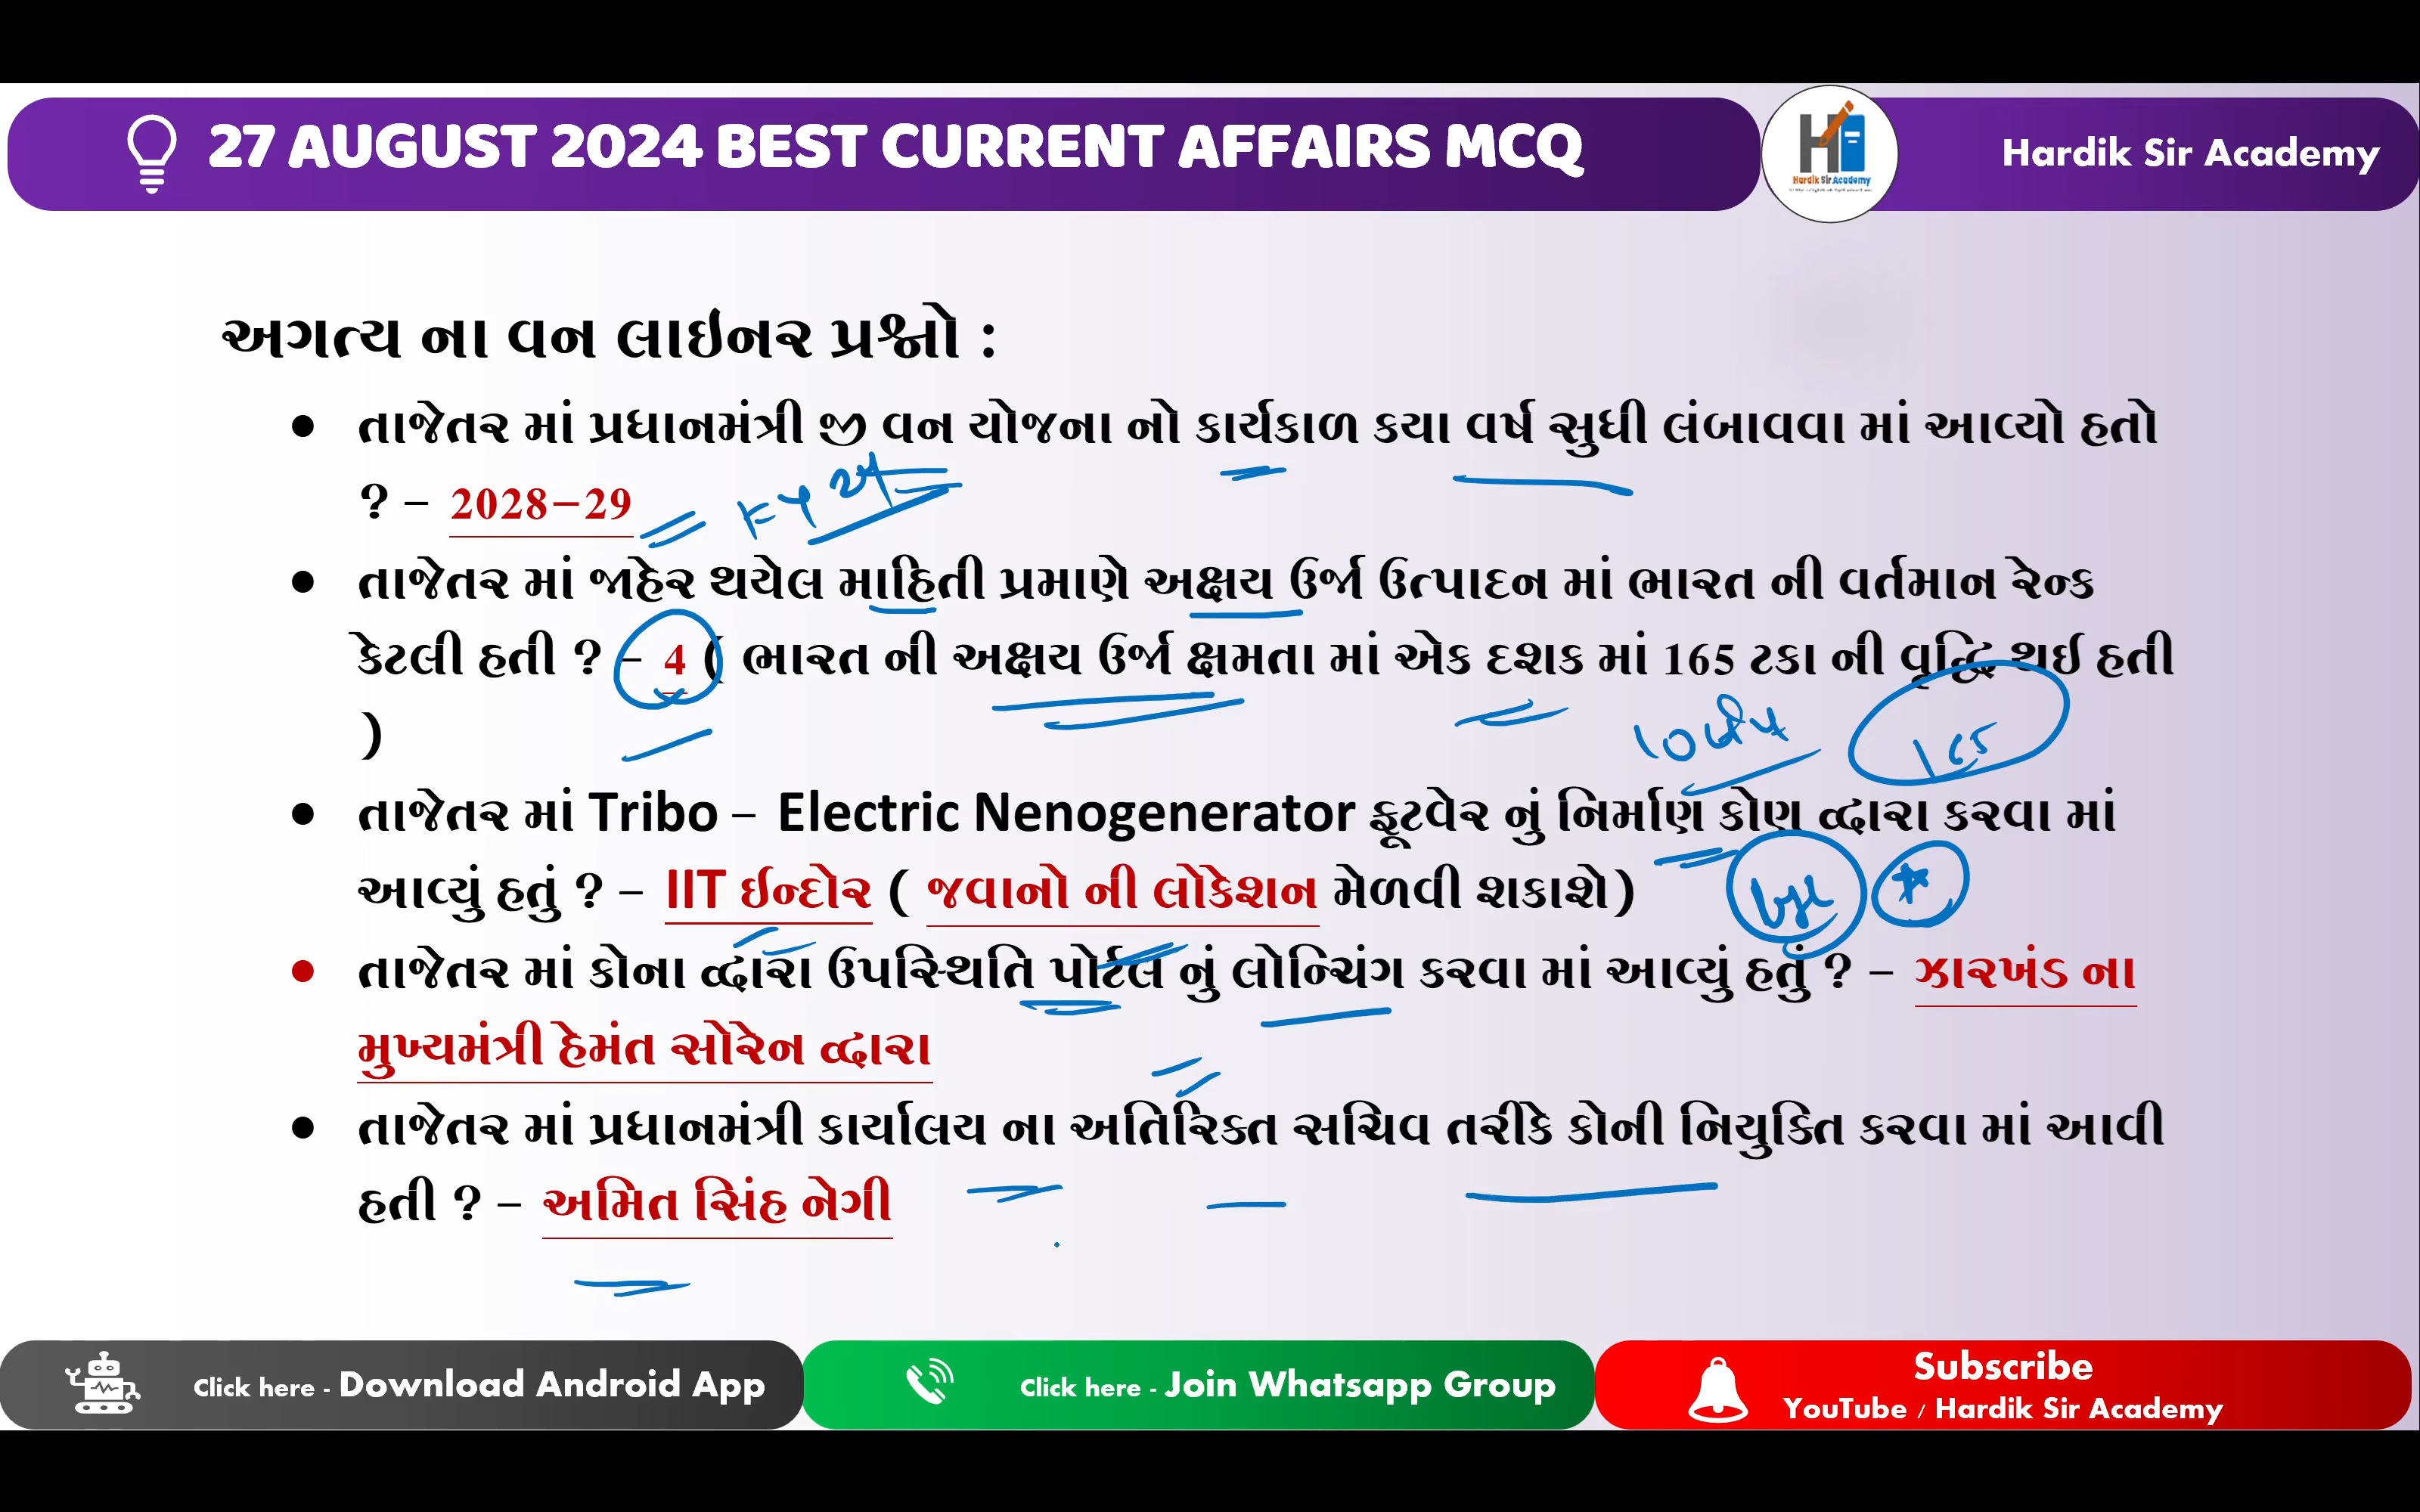 27 AUGUST 2024 BEST CURRENT AFFAIRS MCQ
Hardik Sir Academy
Hardik Sir Academy
અગત્ય ના વન લાઇનર પ્રશ્નો :
• તાજેતર માં પ્રધાનમંત્રી જી વન યોજના નો કાર્યકાળ કયા વર્ષ સુધી લંબાવવા માં આવ્યો હતો
? – 2028–29
• તાજેતર માં જાહેર થયેલ માહિતી પ્રમાણે અક્ષય ઉર્જા ઉત્પાદન માં ભારત ની વર્તમાન રેન્ક
કેટલી હતી ? – 4 ( ભારત ની અક્ષય ઉર્જા ક્ષમતા માં એક દશક માં 165 ટકા ની વૃદ્ધિ થઈ હતી
)
165
• તાજેતર માં Tribo – Electric Nenogenerator ફૂટવેર નું નિર્માણ કોણ વ્દારા કરવા માં
આવ્યું હતું ? – IIT ઈન્દોર ( જવાનો ની લોકેશન મેળવી શકાશે)
• તાજેતર માં કોના વ્દારા ઉપસ્થિતિ પોર્ટલ નું લોન્ચિંગ કરવા માં આવ્યું હતું ? – ઝારખંડ ના
મુખ્યમંત્રી હેમંત સોરેન વ્દારા
• તાજેતર માં પ્રધાનમંત્રી કાર્યાલય ના અતિરિક્ત સચિવ તરીકે કોની નિયુક્તિ કરવા માં આવી
હતી ? – અમિત સિંહ નેગી
Click here - Download Android App
Click here - Join Whatsapp Group
Subscribe
YouTube / Hardik Sir Academy